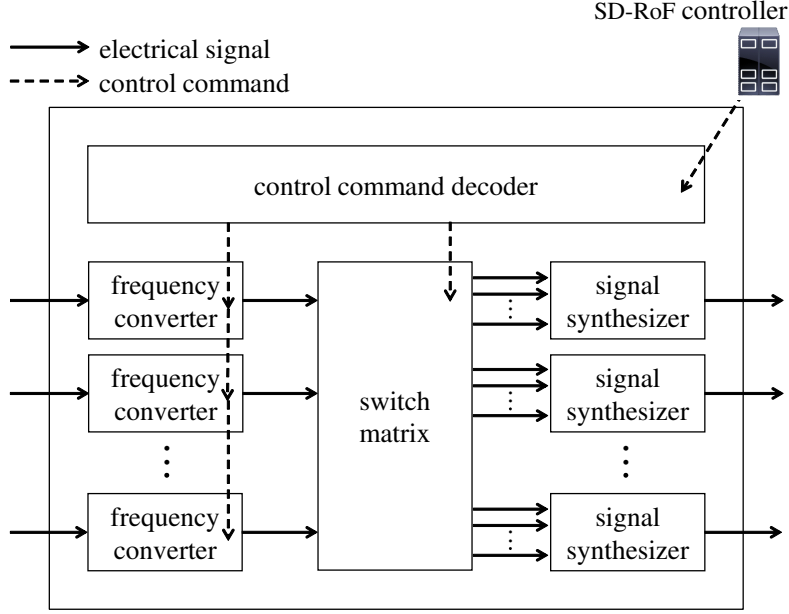 SD-RoF controller
electrical signal
control command
control command decoder
frequency
converter
signal
synthesizer
frequency
converter
switch
matrix
signal
synthesizer
frequency
converter
signal
synthesizer